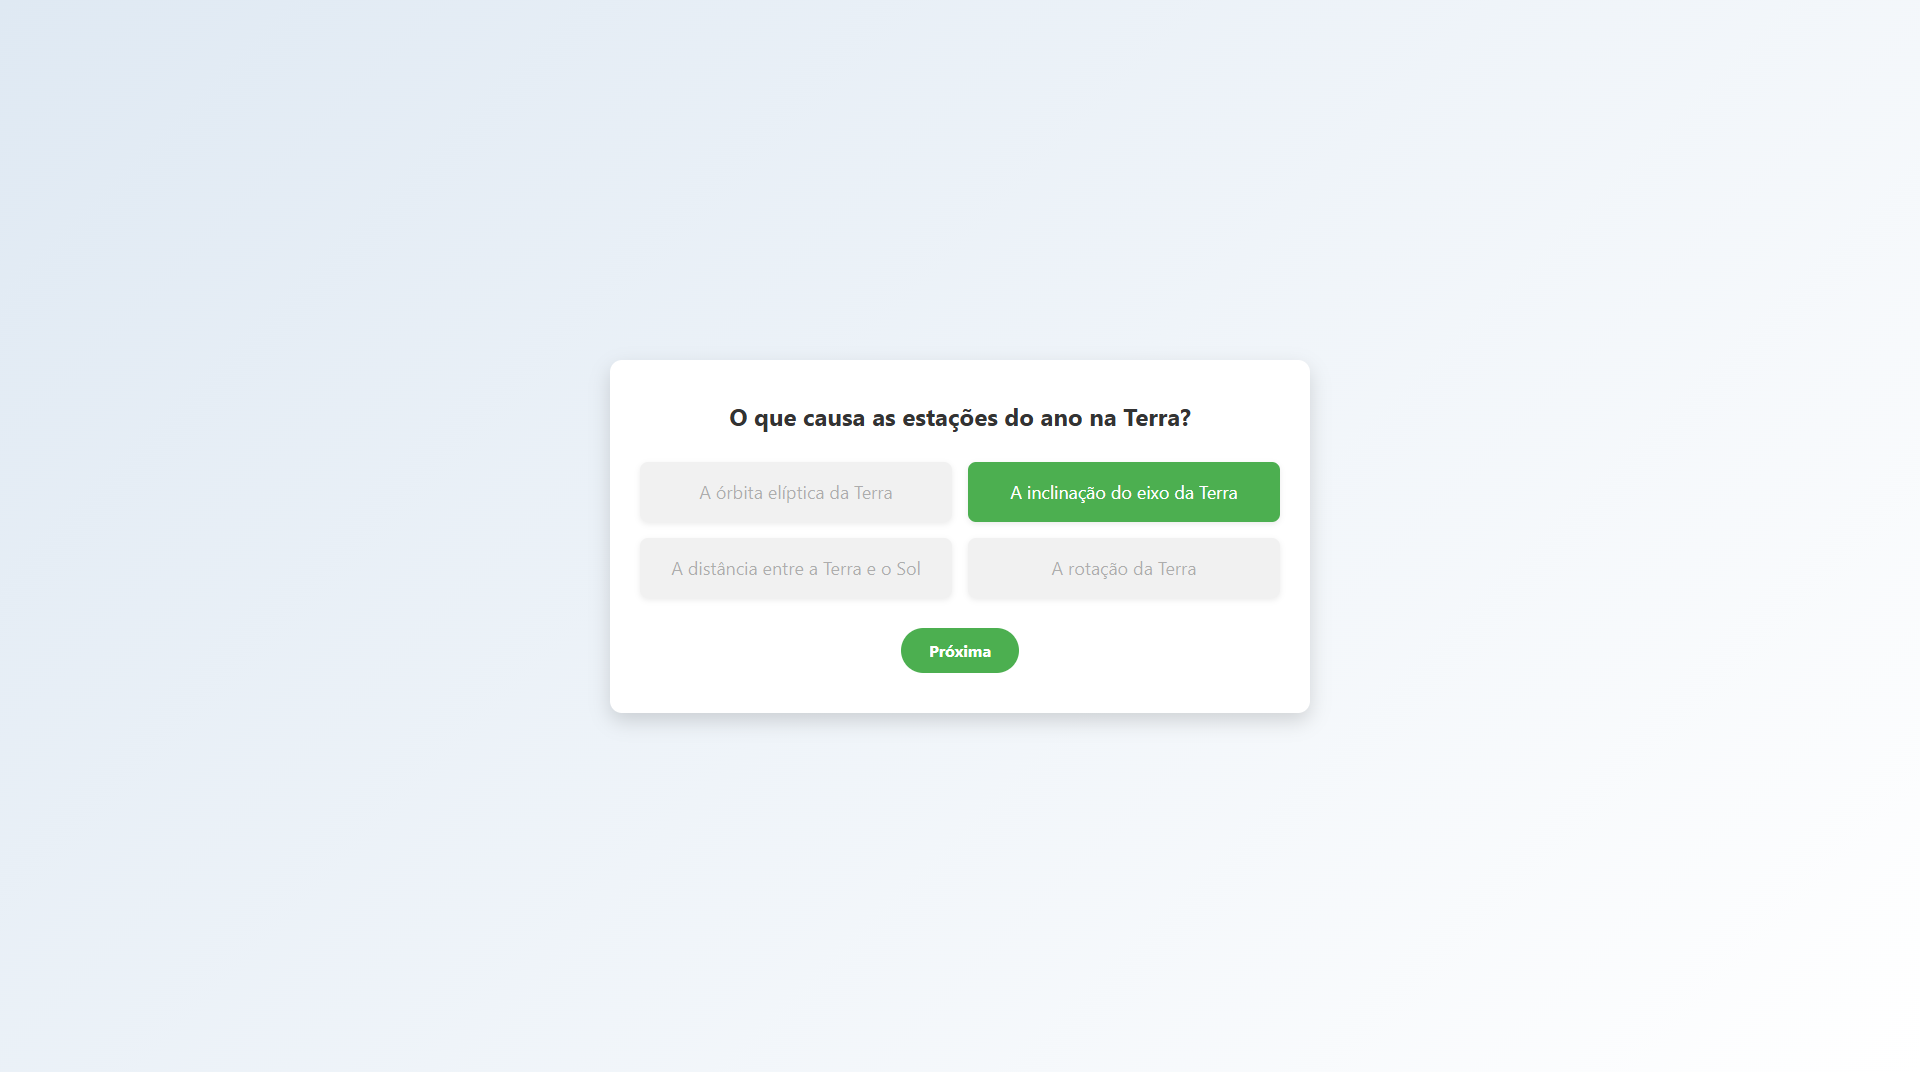 O que causa as estações do ano na Terra?
A órbita elíptica da Terra
A inclinação do eixo da Terra
A distância entre a Terra e o Sol
A rotação da Terra
Próxima